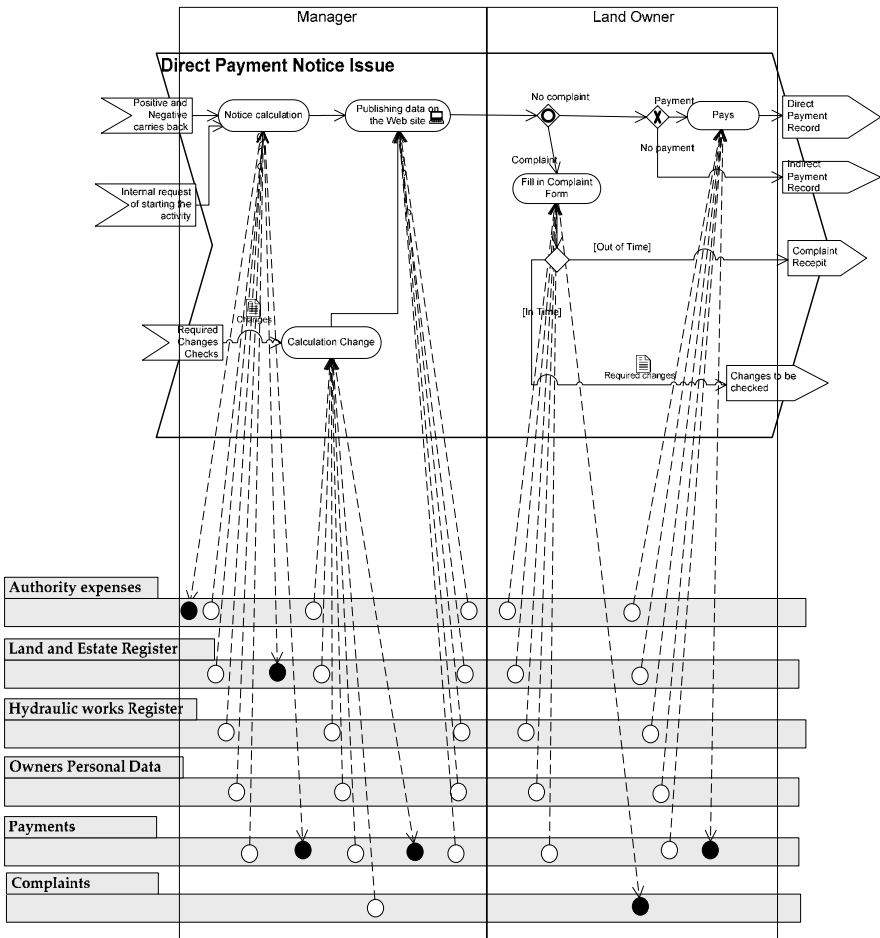 Manager
Land Owner
Direct Payment Notice Issue
Positive and
Negative
carries back
Notice calculation
Publishing data on
the Web site
No complaint
Payment
Pays
Direct
Payment
Record
No payment
Indirect
Payment
Record
Internal request
of starting the
activity
Complaint
Fill in Complaint
Form
[Out of Time]
Complaint
Recepit
[In Time]
Changes
Required
Changes
Checks
Calculation Change
Required changes
Changes to be
checked
Authority expenses
Land and Estate Register
Hydraulic works Register
Owners Personal Data
Payments
Complaints